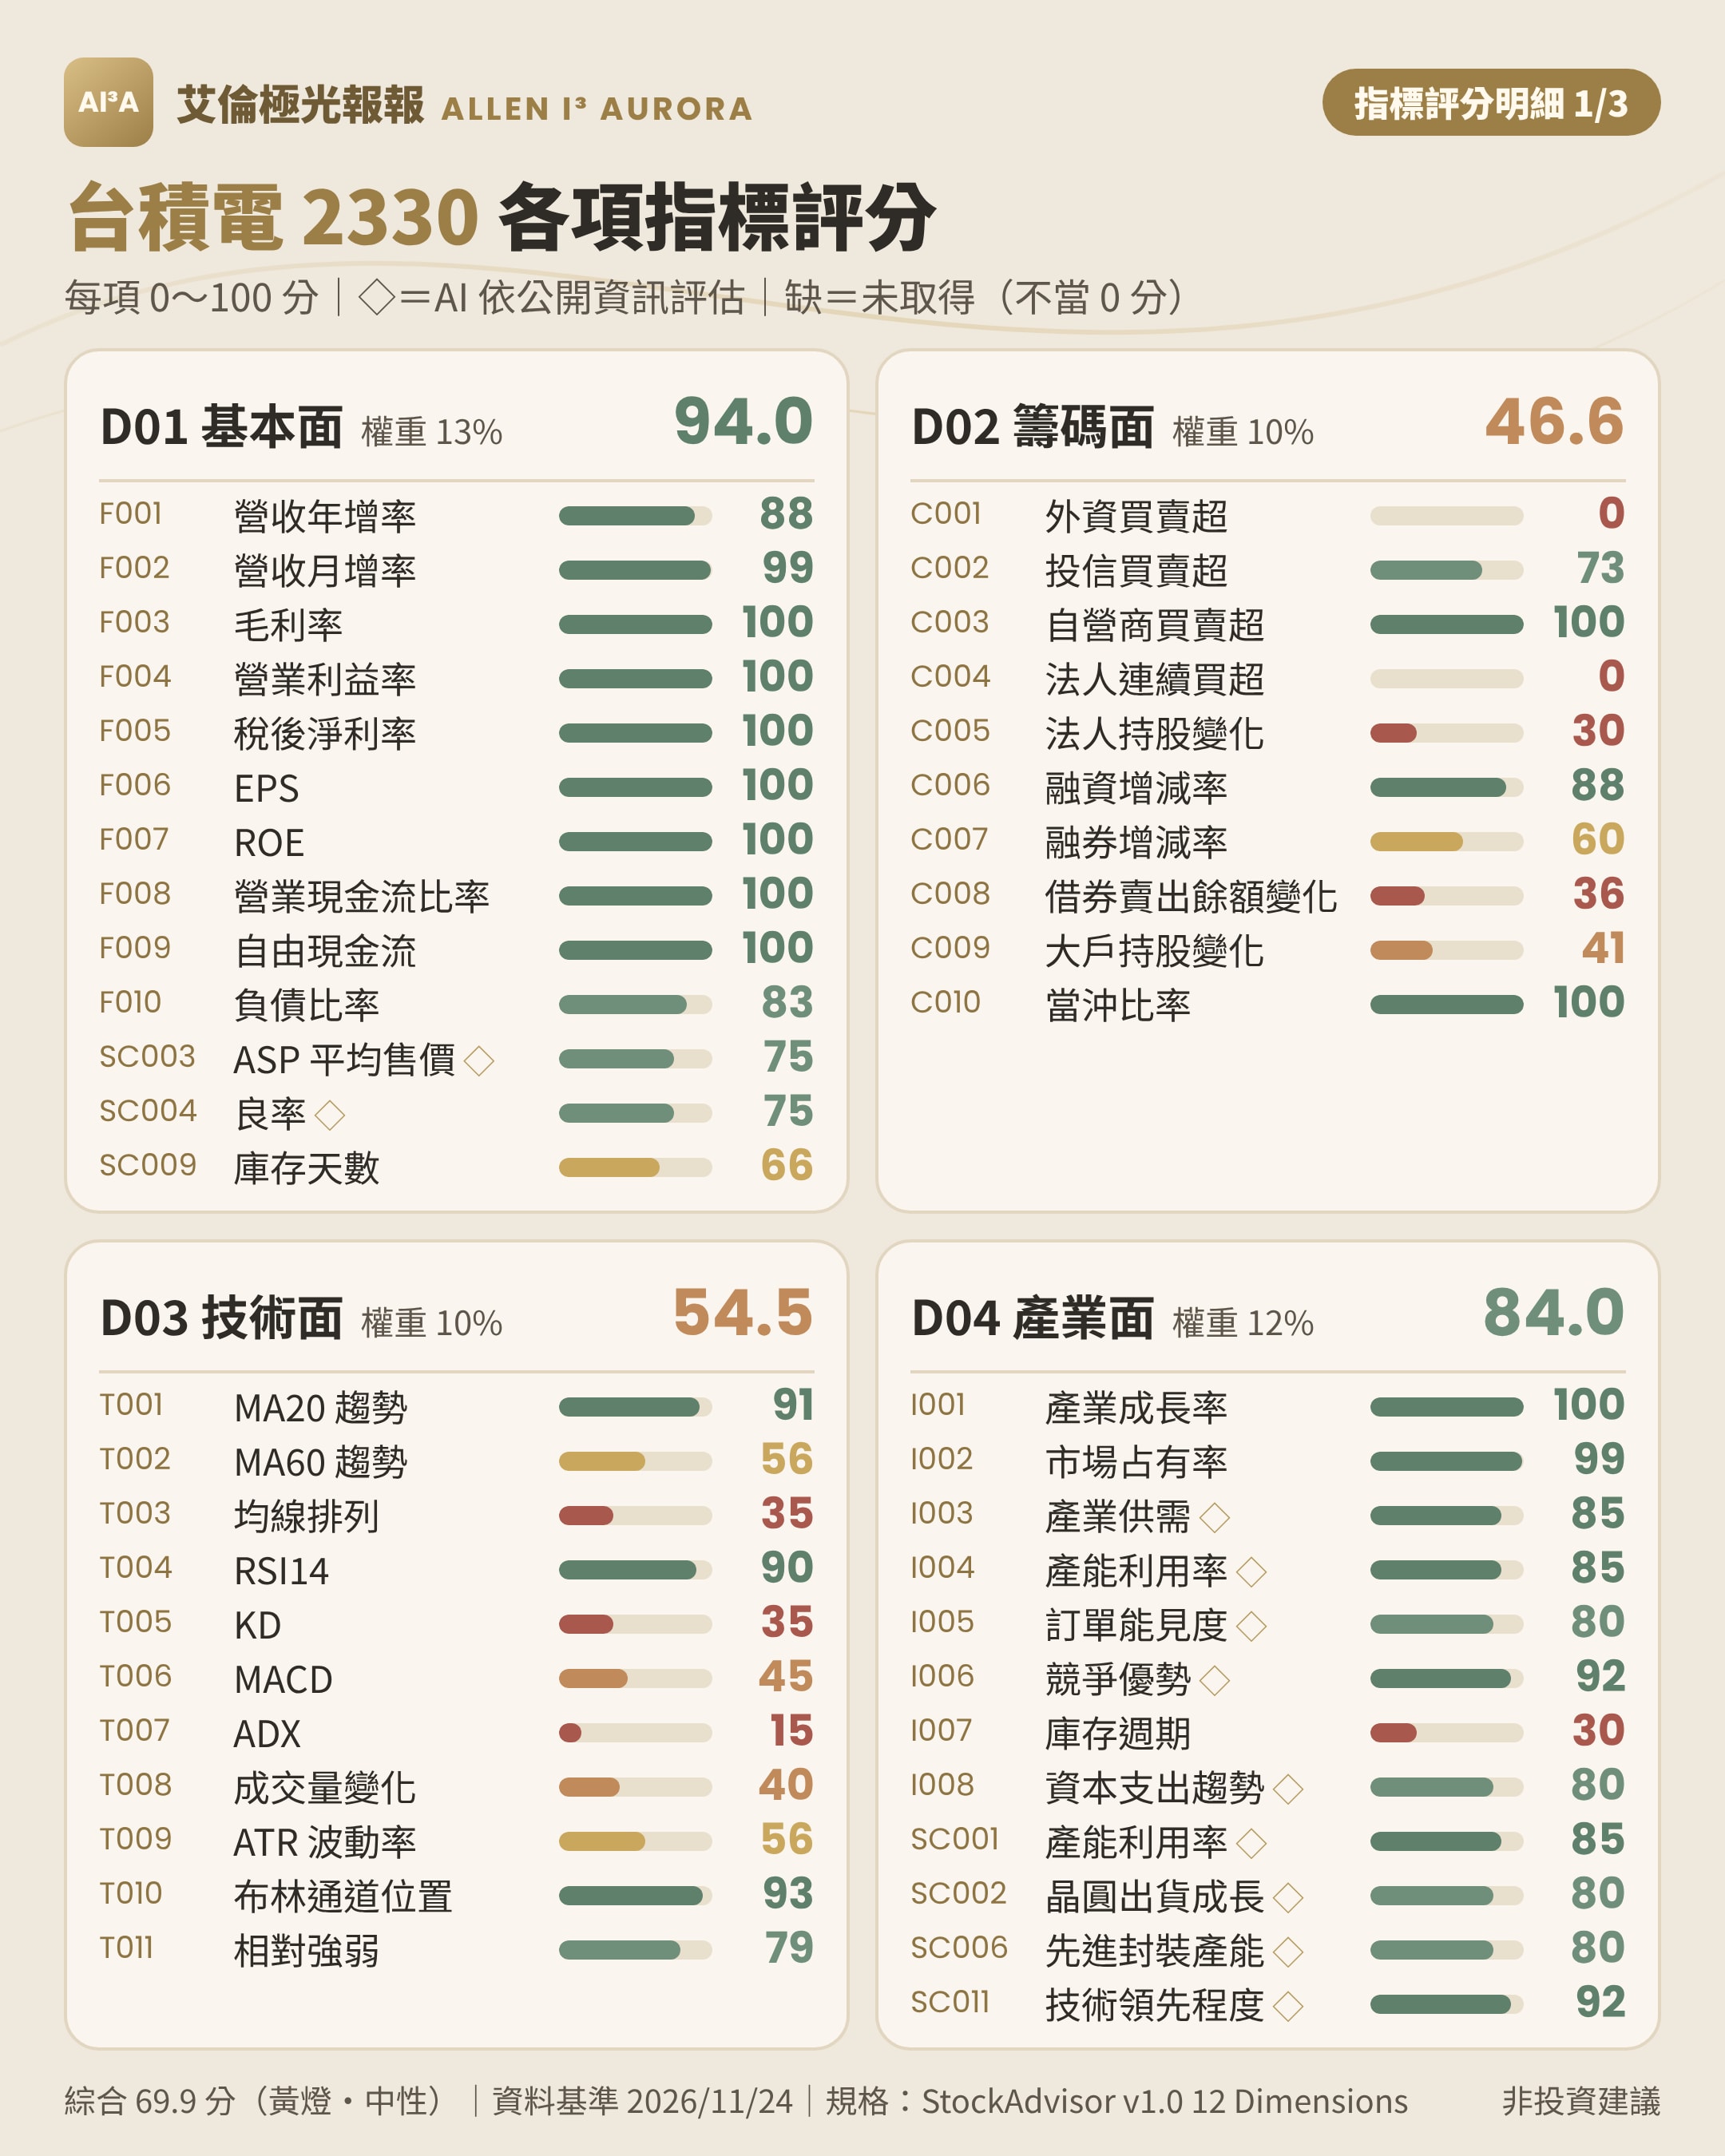 AI³A
艾倫極光報報 ALLEN I³ AURORA
指標評分明細 1/3
台積電 2330 各項指標評分
每項 0～100 分｜◇＝AI 依公開資訊評估｜缺＝未取得（不當 0 分）
D01 基本面 權重 13% 94.0
F001 營收年增率 88
F002 營收月增率 99
F003 毛利率 100
F004 營業利益率 100
F005 稅後淨利率 100
F006 EPS 100
F007 ROE 100
F008 營業現金流比率 100
F009 自由現金流 100
F010 負債比率 83
SC003 ASP 平均售價 ◇ 75
SC004 良率 ◇ 75
SC009 庫存天數 66
D02 籌碼面 權重 10% 46.6
C001 外資買賣超 0
C002 投信買賣超 73
C003 自營商買賣超 100
C004 法人連續買超 0
C005 法人持股變化 30
C006 融資增減率 88
C007 融券增減率 60
C008 借券賣出餘額變化 36
C009 大戶持股變化 41
C010 當沖比率 100
D03 技術面 權重 10% 54.5
T001 MA20 趨勢 91
T002 MA60 趨勢 56
T003 均線排列 35
T004 RSI14 90
T005 KD 35
T006 MACD 45
T007 ADX 15
T008 成交量變化 40
T009 ATR 波動率 56
T010 布林通道位置 93
T011 相對強弱 79
D04 產業面 權重 12% 84.0
I001 產業成長率 100
I002 市場占有率 99
I003 產業供需 ◇ 85
I004 產能利用率 ◇ 85
I005 訂單能見度 ◇ 80
I006 競爭優勢 ◇ 92
I007 庫存週期 30
I008 資本支出趨勢 ◇ 80
SC001 產能利用率 ◇ 85
SC002 晶圓出貨成長 ◇ 80
SC006 先進封裝產能 ◇ 80
SC011 技術領先程度 ◇ 92
綜合 69.9 分（黃燈・中性）｜資料基準 2026/11/24｜規格：StockAdvisor v1.0 12 Dimensions
非投資建議